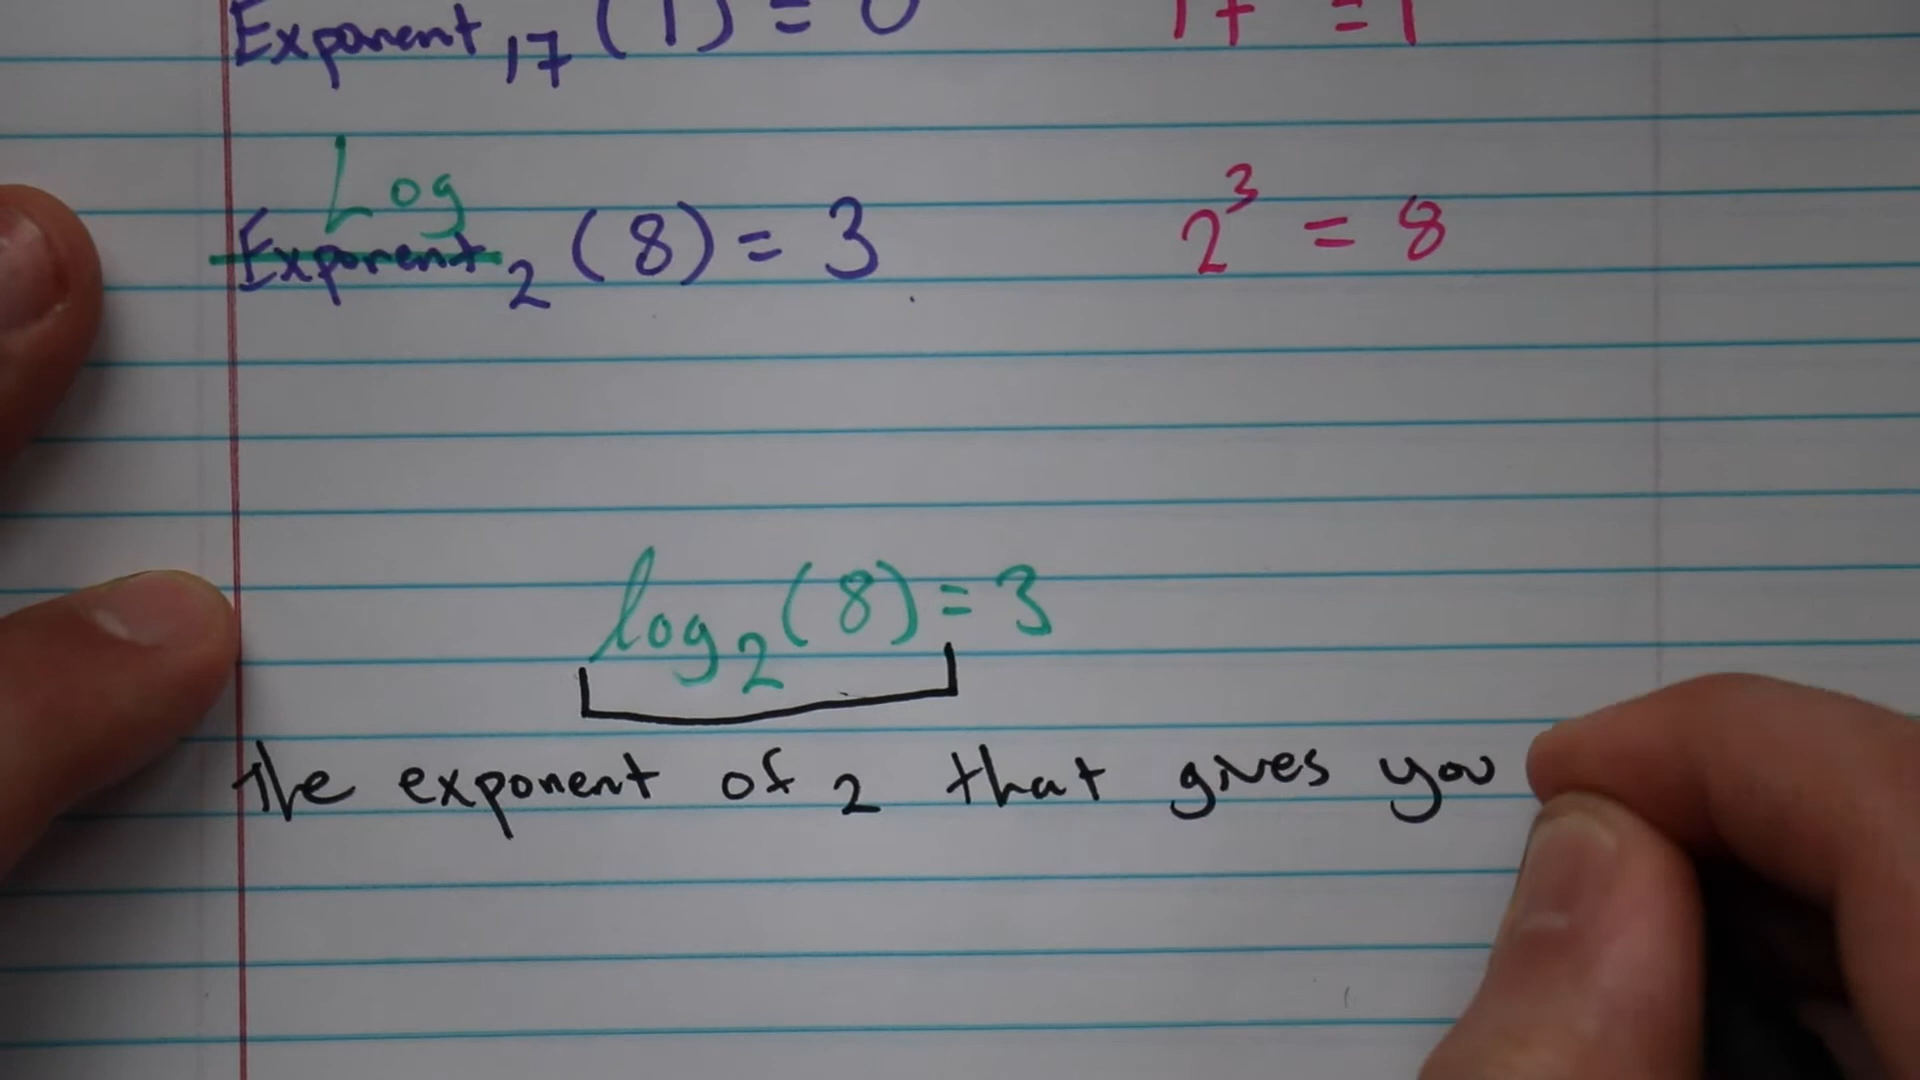 Exponent₁₇ (1) = 0 17 = 1
Log
Exponent₂ (8) = 3 2³ = 8
log₂(8) = 3
The exponent of 2 that gives you